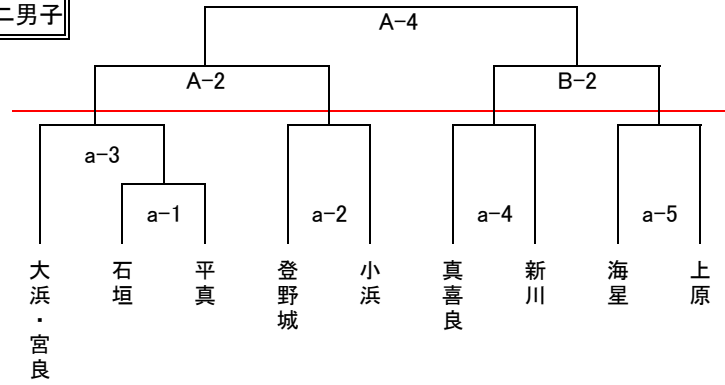 ニ男子
A-4
A-2
B-2
a-3
a-1
a-2
a-4
a-5
大浜・宮良
石垣
平真
登野城
小浜
真喜良
新川
海星
上原